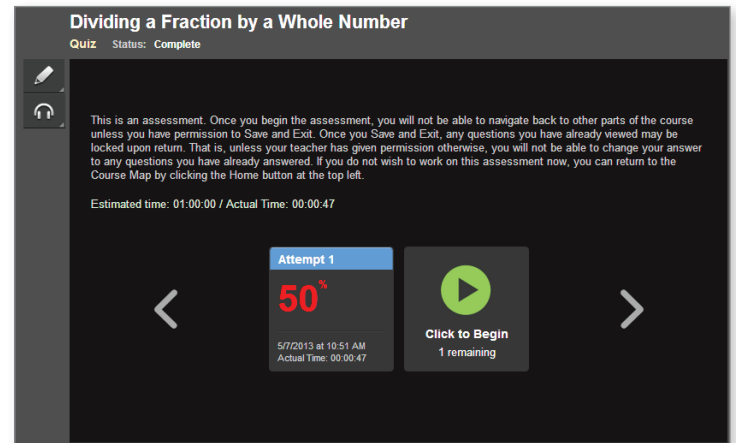 Dividing a Fraction by a Whole Number
Quiz Status: Complete
This is an assessment. Once you begin the assessment, you will not be able to navigate back to other parts of the course
unless you have permission to Save and Exit. Once you Save and Exit, any questions you have already viewed may be
locked upon return. That is, unless your teacher has given permission otherwise, you will not be able to change your answer
to any questions you have already answered. If you do not wish to work on this assessment now, you can return to the
Course Map by clicking the Home button at the top left.
Estimated time: 01:00:00 / Actual Time: 00:00:47
Attempt 1
50%
5/7/2013 at 10:51 AM
Actual Time: 00:00:47
Click to Begin
1 remaining